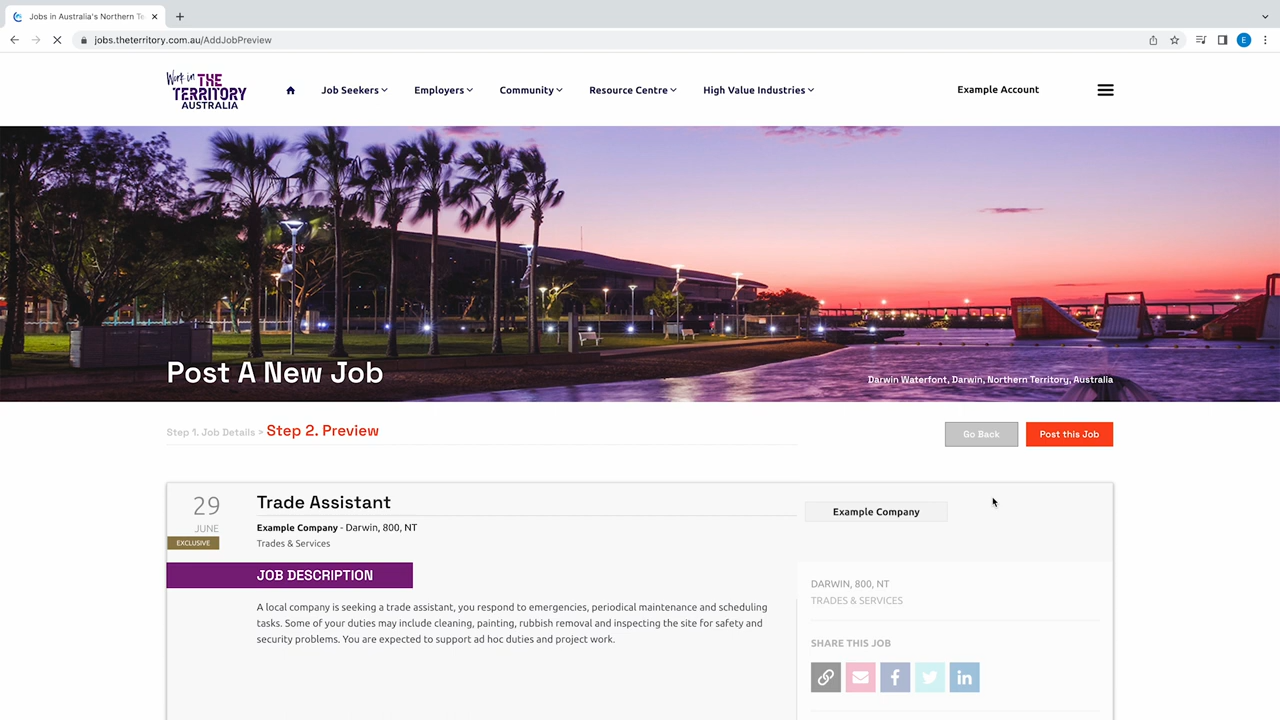 Jobs in Australia's Northern Te
jobs.theterritory.com.au/AddJobPreview
E
Work in THE
TERRITORY
AUSTRALIA
Job Seekers
Employers
Community
Resource Centre
High Value Industries
Example Account
Post A New Job
Darwin Waterfont, Darwin, Northern Territory, Australia
Step 1. Job Details > Step 2. Preview
Go Back
Post this Job
29
JUNE
EXCLUSIVE
Trade Assistant
Example Company - Darwin, 800, NT
Trades & Services
Example Company
JOB DESCRIPTION
A local company is seeking a trade assistant, you respond to emergencies, periodical maintenance and scheduling
tasks. Some of your duties may include cleaning, painting, rubbish removal and inspecting the site for safety and
security problems. You are expected to support ad hoc duties and project work.
DARWIN, 800, NT
TRADES & SERVICES
SHARE THIS JOB